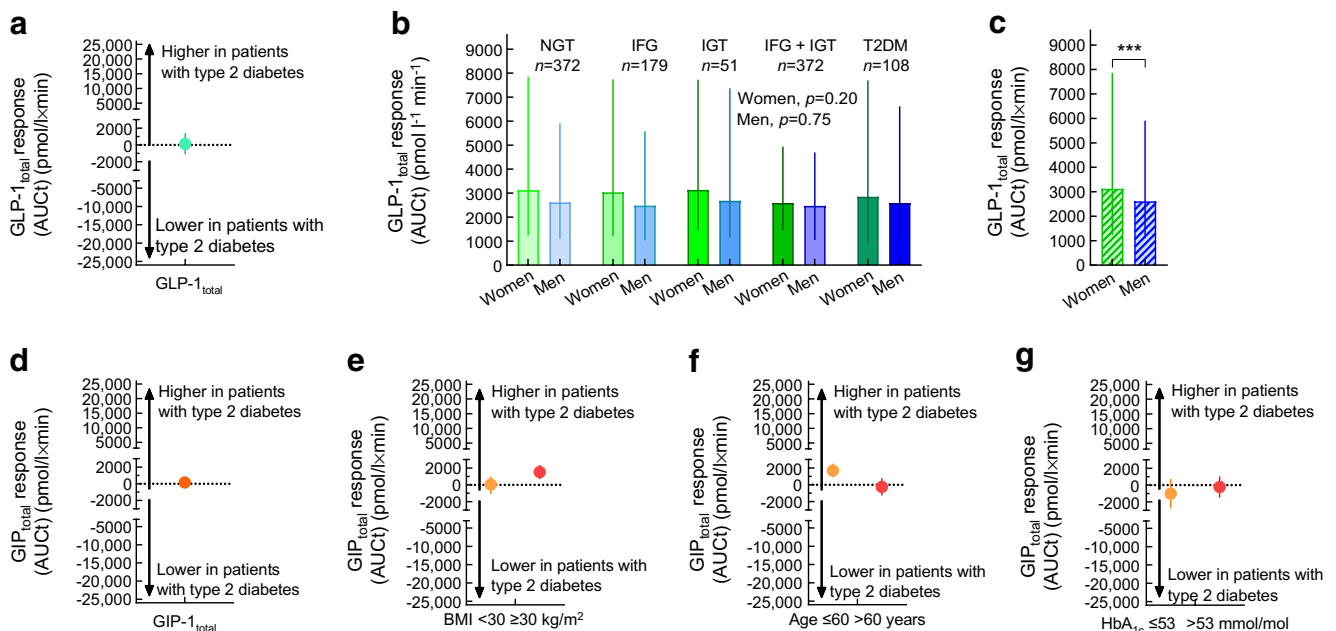 a
GLP-1total response
(AUCt) (pmol/l×min)
25,000
20,000
15,000
10,000
5000
2000
0
-2000
-5000
-10,000
-15,000
-20,000
-25,000
Higher in patients
with type 2 diabetes
Lower in patients with
type 2 diabetes
GLP-1total
b
GLP-1total response
(AUCt) (pmol l-1 min-1)
9000
8000
7000
6000
5000
4000
3000
2000
1000
0
NGT IFG IGT IFG + IGT T2DM
n=372 n=179 n=51 n=372 n=108
Women, p=0.20
Men, p=0.75
Women Men Women Men Women Men Women Men Women Men
c
GLP-1total response
(AUCt) (pmol/l×min)
9000
8000
7000
6000
5000
4000
3000
2000
1000
0
***
Women Men
d
GIPtotal response
(AUCt) (pmol/l×min)
25,000
20,000
15,000
10,000
5000
2000
0
-2000
-5000
-10,000
-15,000
-20,000
-25,000
Higher in patients
with type 2 diabetes
Lower in patients
with type 2 diabetes
GIP-1total
e
GIPtotal response
(AUCt) (pmol/l×min)
25,000
20,000
15,000
10,000
5000
2000
0
-2000
-5000
-10,000
-15,000
-20,000
-25,000
Higher in patients
with type 2 diabetes
Lower in patients with
type 2 diabetes
BMI <30 ≥30 kg/m2
f
GIPtotal response
(AUCt) (pmol/l×min)
25,000
20,000
15,000
10,000
5000
2000
0
-2000
-5000
-10,000
-15,000
-20,000
-25,000
Higher in patients
with type 2 diabetes
Lower in patients with
type 2 diabetes
Age ≤60 >60 years
g
GIPtotal response
(AUCt) (pmol/l×min)
25,000
20,000
15,000
10,000
5000
2000
0
-2000
-5000
-10,000
-15,000
-20,000
-25,000
Higher in patients
with type 2 diabetes
Lower in patients with
type 2 diabetes
HbA1c ≤53 >53 mmol/mol